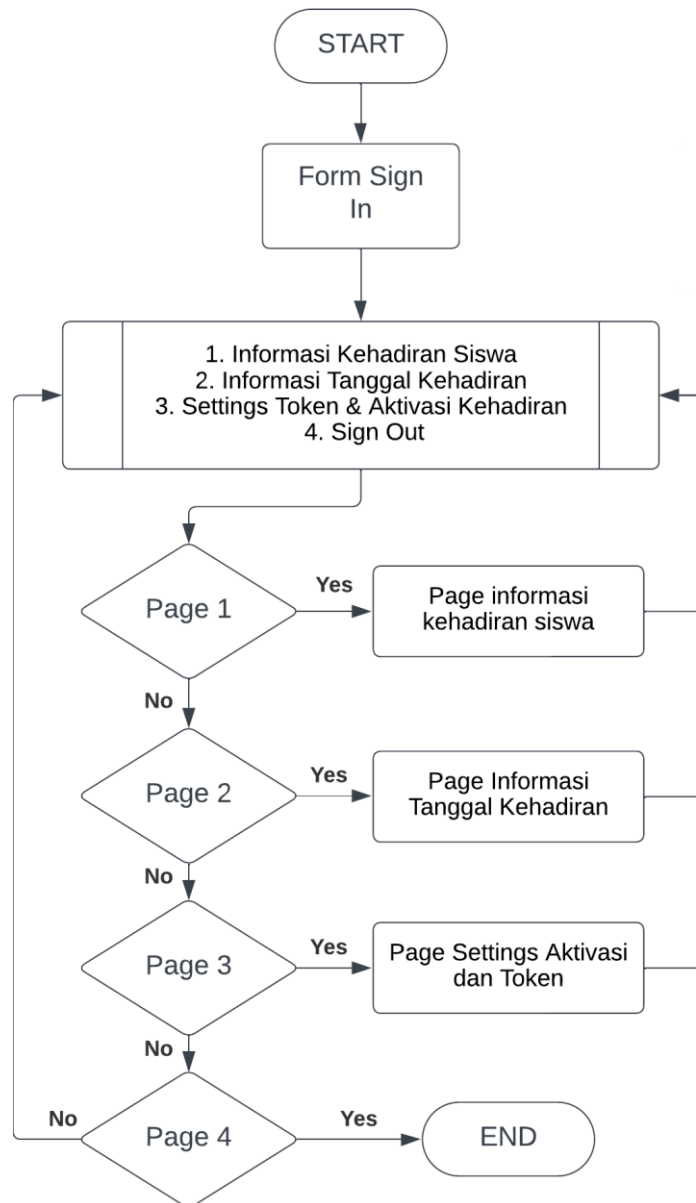 START
Form Sign
In
1. Informasi Kehadiran Siswa
2. Informasi Tanggal Kehadiran
3. Settings Token & Aktivasi Kehadiran
4. Sign Out
Page 1
Yes
Page informasi
kehadiran siswa
No
Page 2
Yes
Page Informasi
Tanggal Kehadiran
No
Page 3
Yes
Page Settings Aktivasi
dan Token
No
No
Page 4
Yes
END